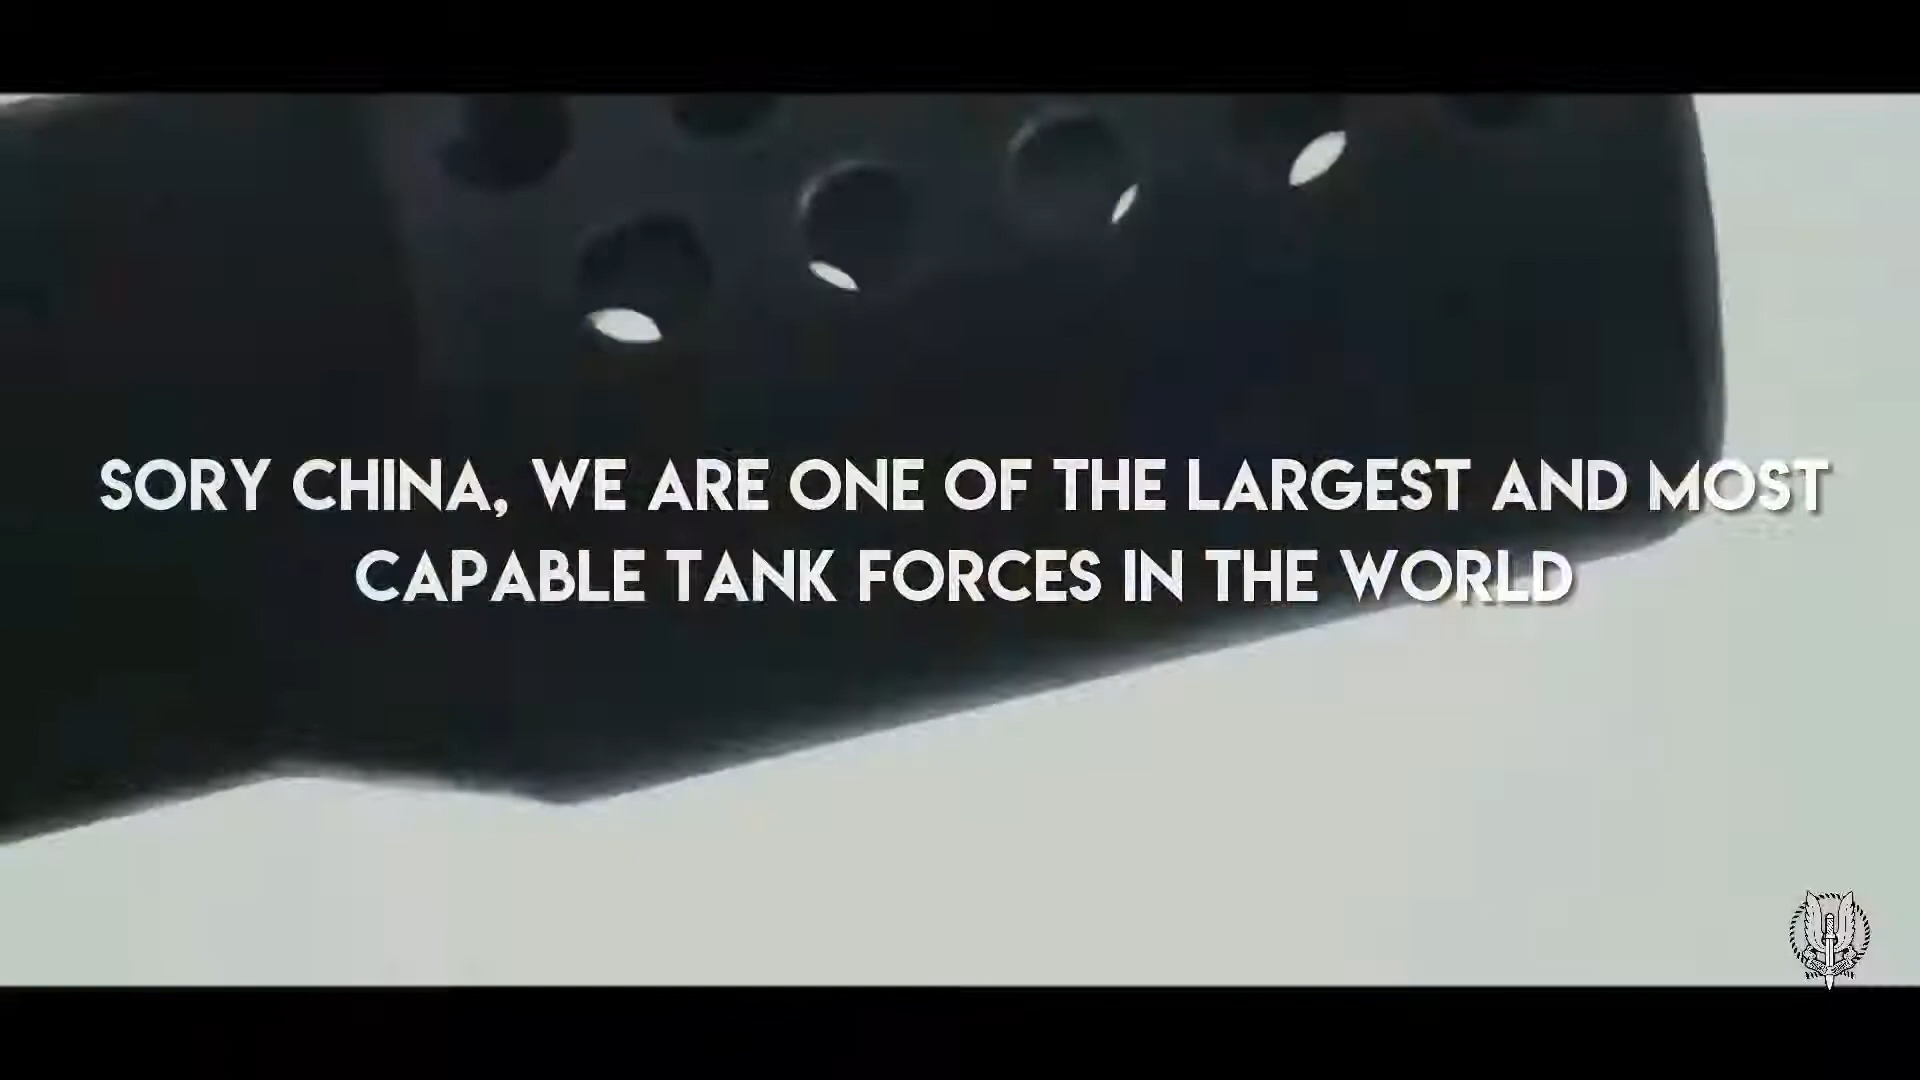 SORY CHINA, WE ARE ONE OF THE LARGEST AND MOST
CAPABLE TANK FORCES IN THE WORLD